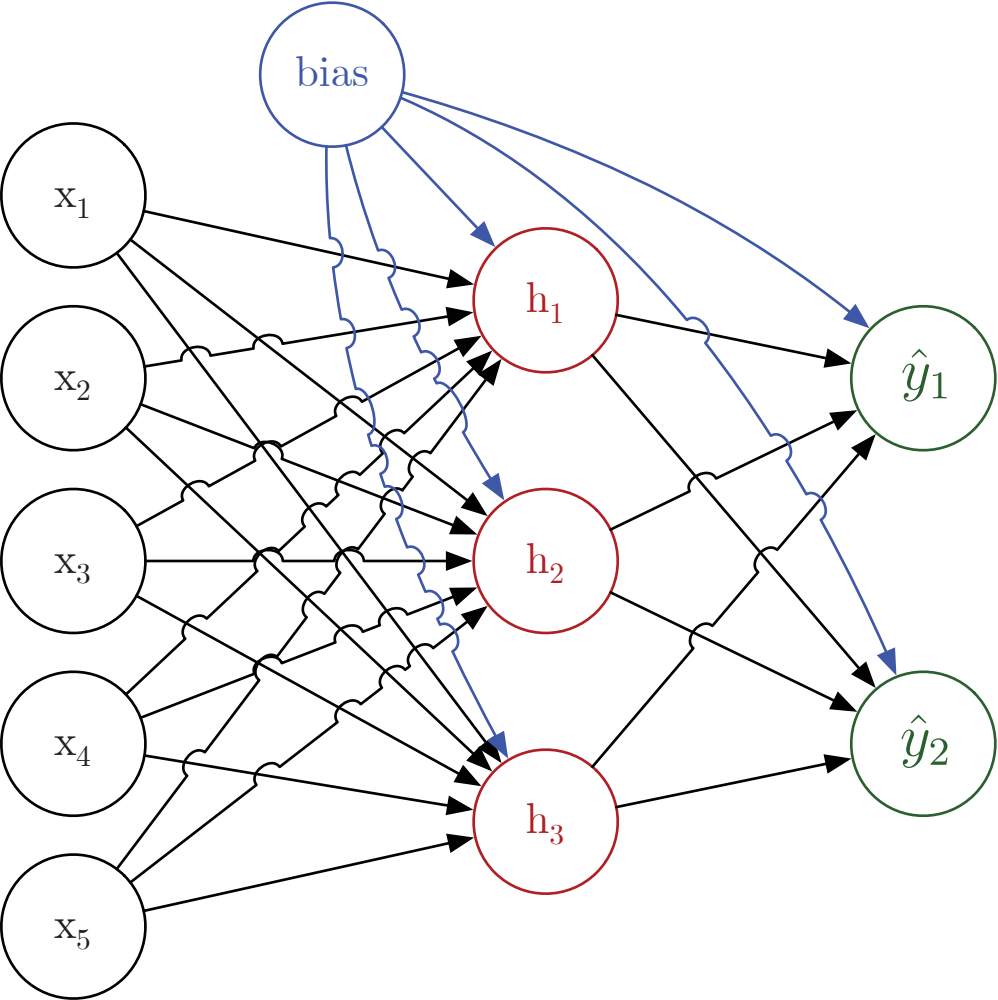 bias
x₁
x₂
x₃
x₄
x₅
h₁
h₂
h₃
ŷ₁
ŷ₂